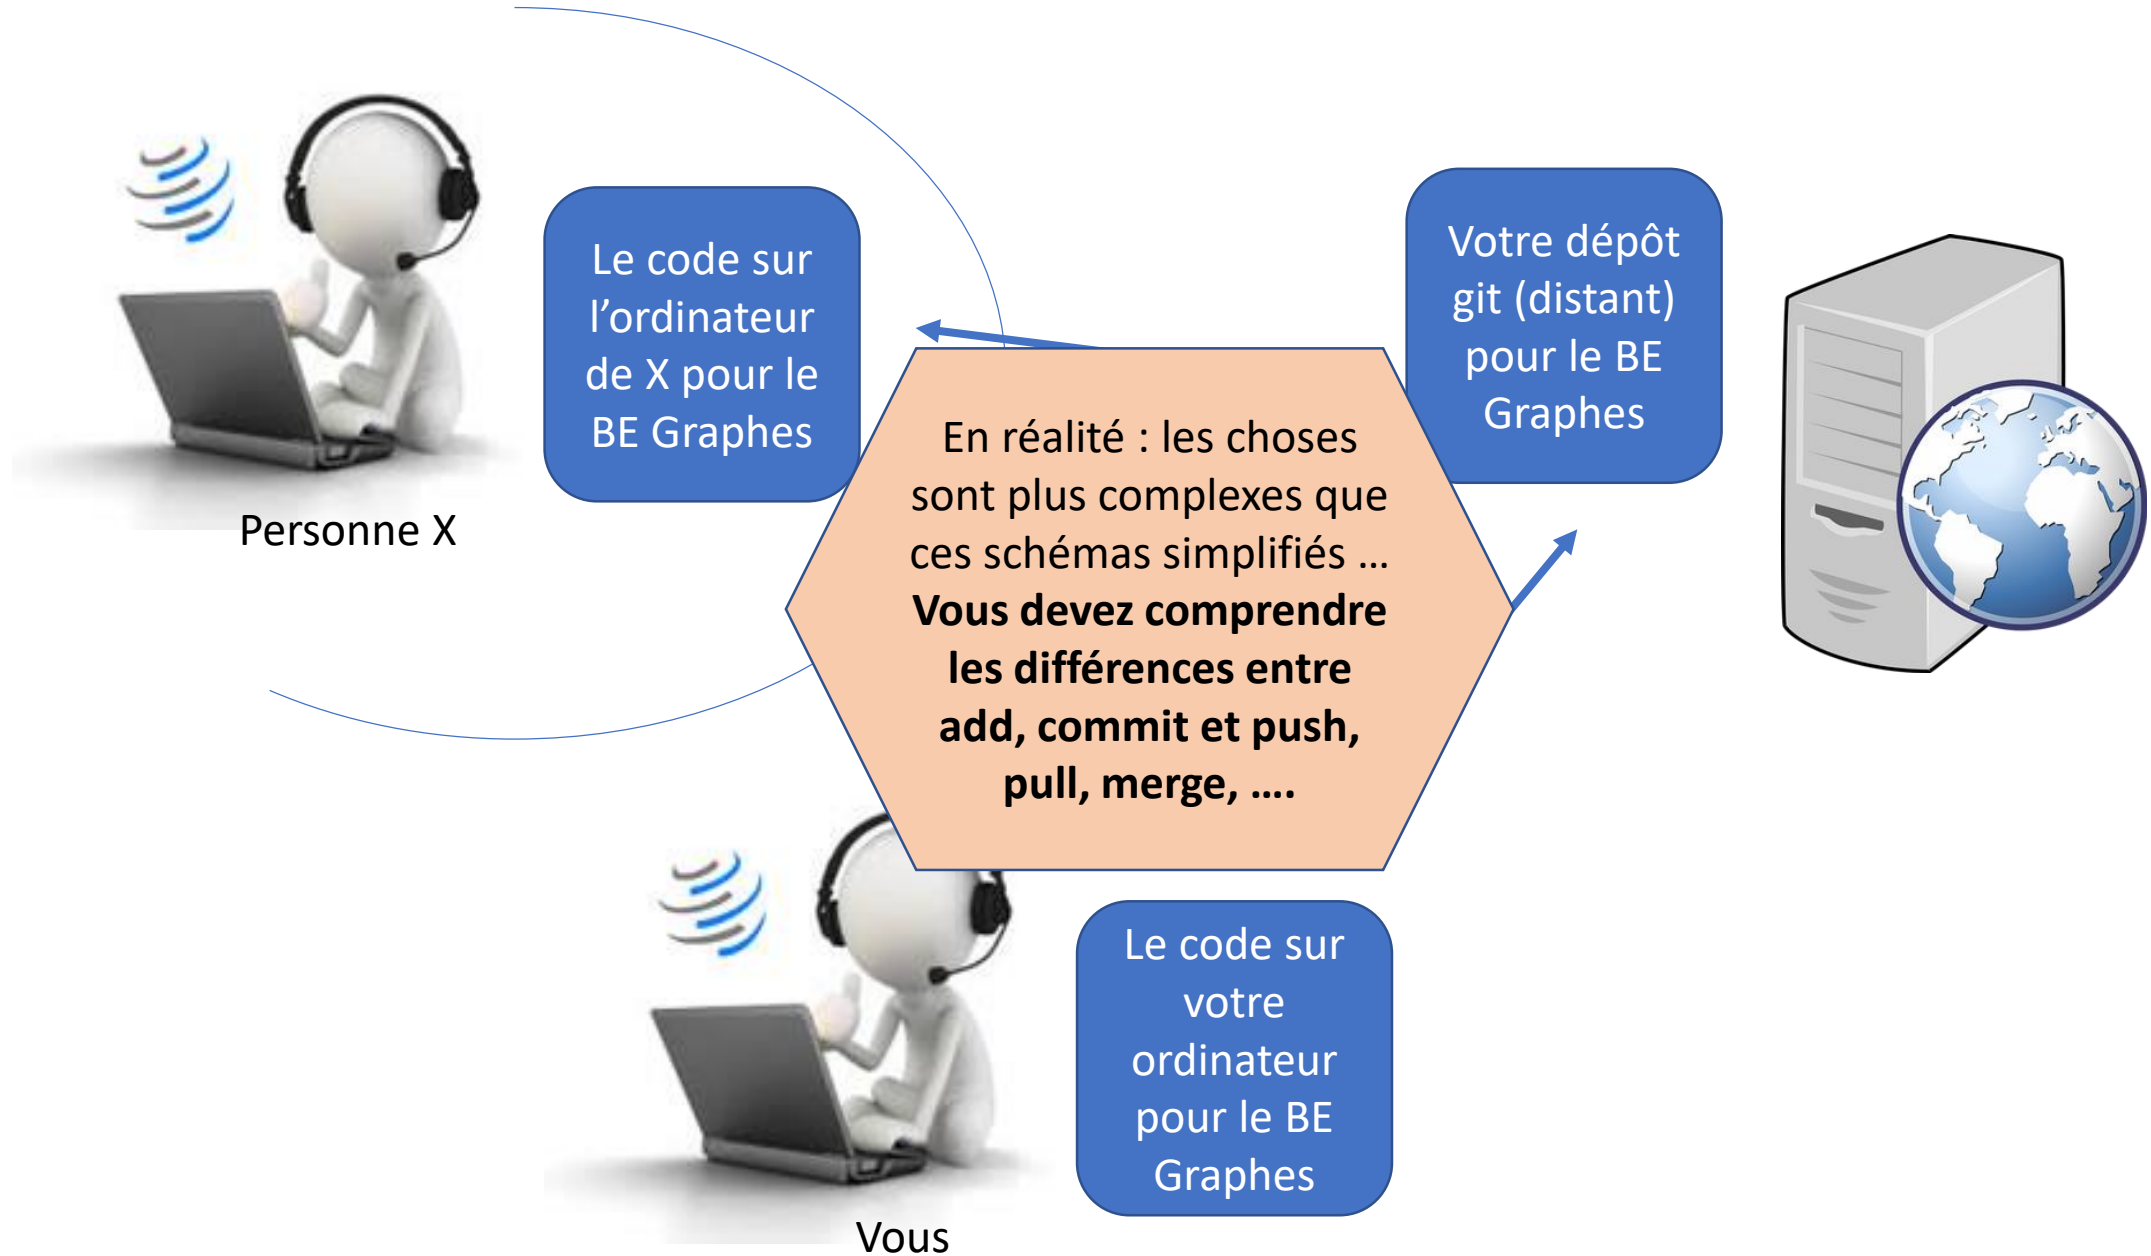 Le code sur
l’ordinateur
de X pour le
BE Graphes
Personne X
Votre dépôt
git (distant)
pour le BE
Graphes
En réalité : les choses
sont plus complexes que
ces schémas simplifiés …
Vous devez comprendre
les différences entre
add, commit et push,
pull, merge, ….
Le code sur
votre
ordinateur
pour le BE
Graphes
Vous